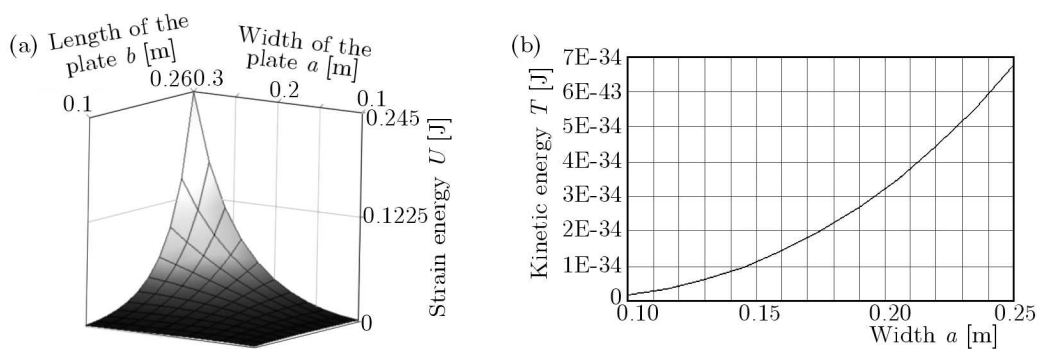 (a)
Length of the
plate b [m]
Width of the
plate a [m]
0.1
0.260.3
0.2
0.1
0.245
0.1225
0
Strain energy U [J]
(b)
Kinetic energy T [J]
7E-34
6E-43
5E-34
4E-34
3E-34
2E-34
1E-34
0
0.10
0.15
0.20
0.25
Width a [m]